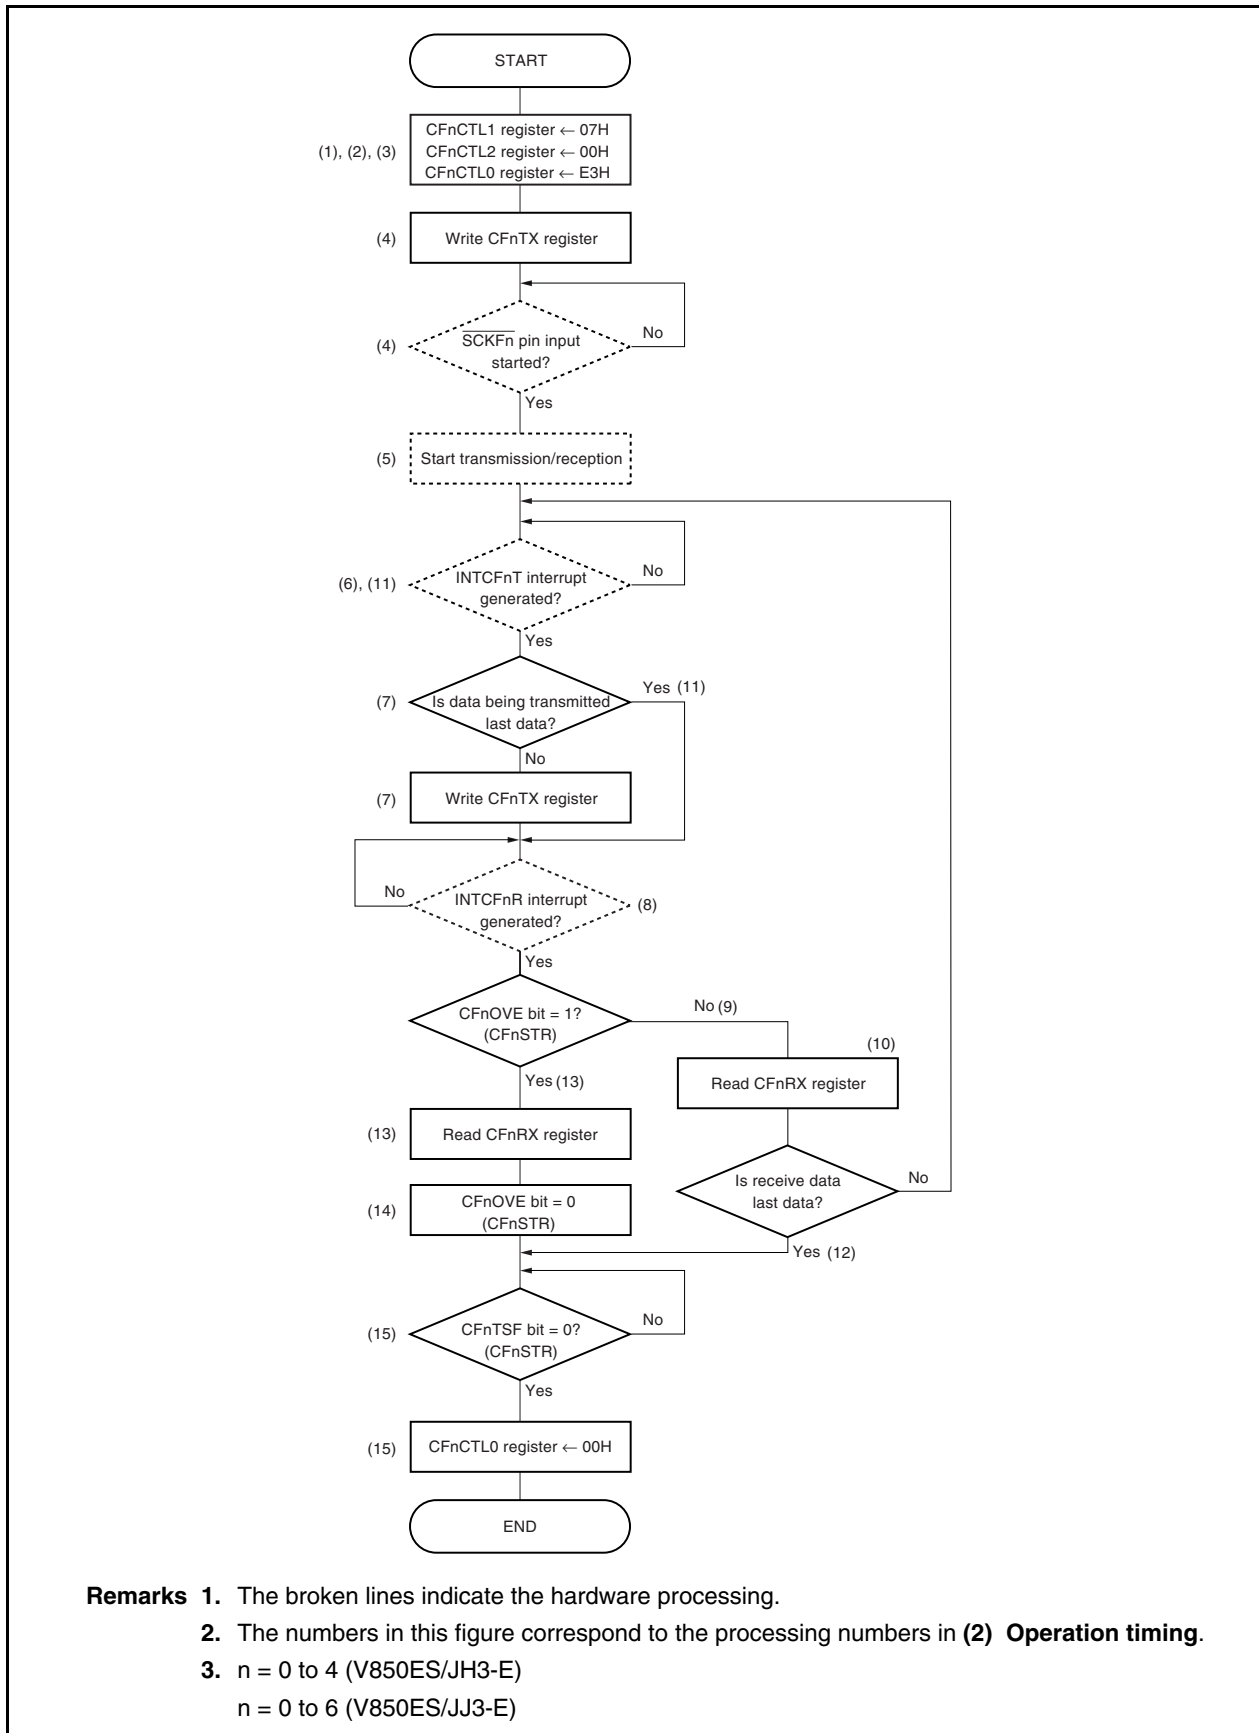 START
(1), (2), (3)
CFnCTL1 register ← 07H
CFnCTL2 register ← 00H
CFnCTL0 register ← E3H
(4)
Write CFnTX register
(4)
SCKFn pin input
started?
No
Yes
(5)
Start transmission/reception
(6), (11)
INTCFnT interrupt
generated?
No
Yes
(7)
Is data being transmitted
last data?
Yes (11)
No
(7)
Write CFnTX register
No
INTCFnR interrupt
generated?
(8)
Yes
CFnOVE bit = 1?
(CFnSTR)
No (9)
Yes (13)
(10)
Read CFnRX register
(13)
Read CFnRX register
Is receive data
last data?
No
(14)
CFnOVE bit = 0
(CFnSTR)
Yes (12)
(15)
CFnTSF bit = 0?
(CFnSTR)
No
Yes
(15)
CFnCTL0 register ← 00H
END
Remarks 1. The broken lines indicate the hardware processing.
2. The numbers in this figure correspond to the processing numbers in (2) Operation timing.
3. n = 0 to 4 (V850ES/JH3-E)
n = 0 to 6 (V850ES/JJ3-E)